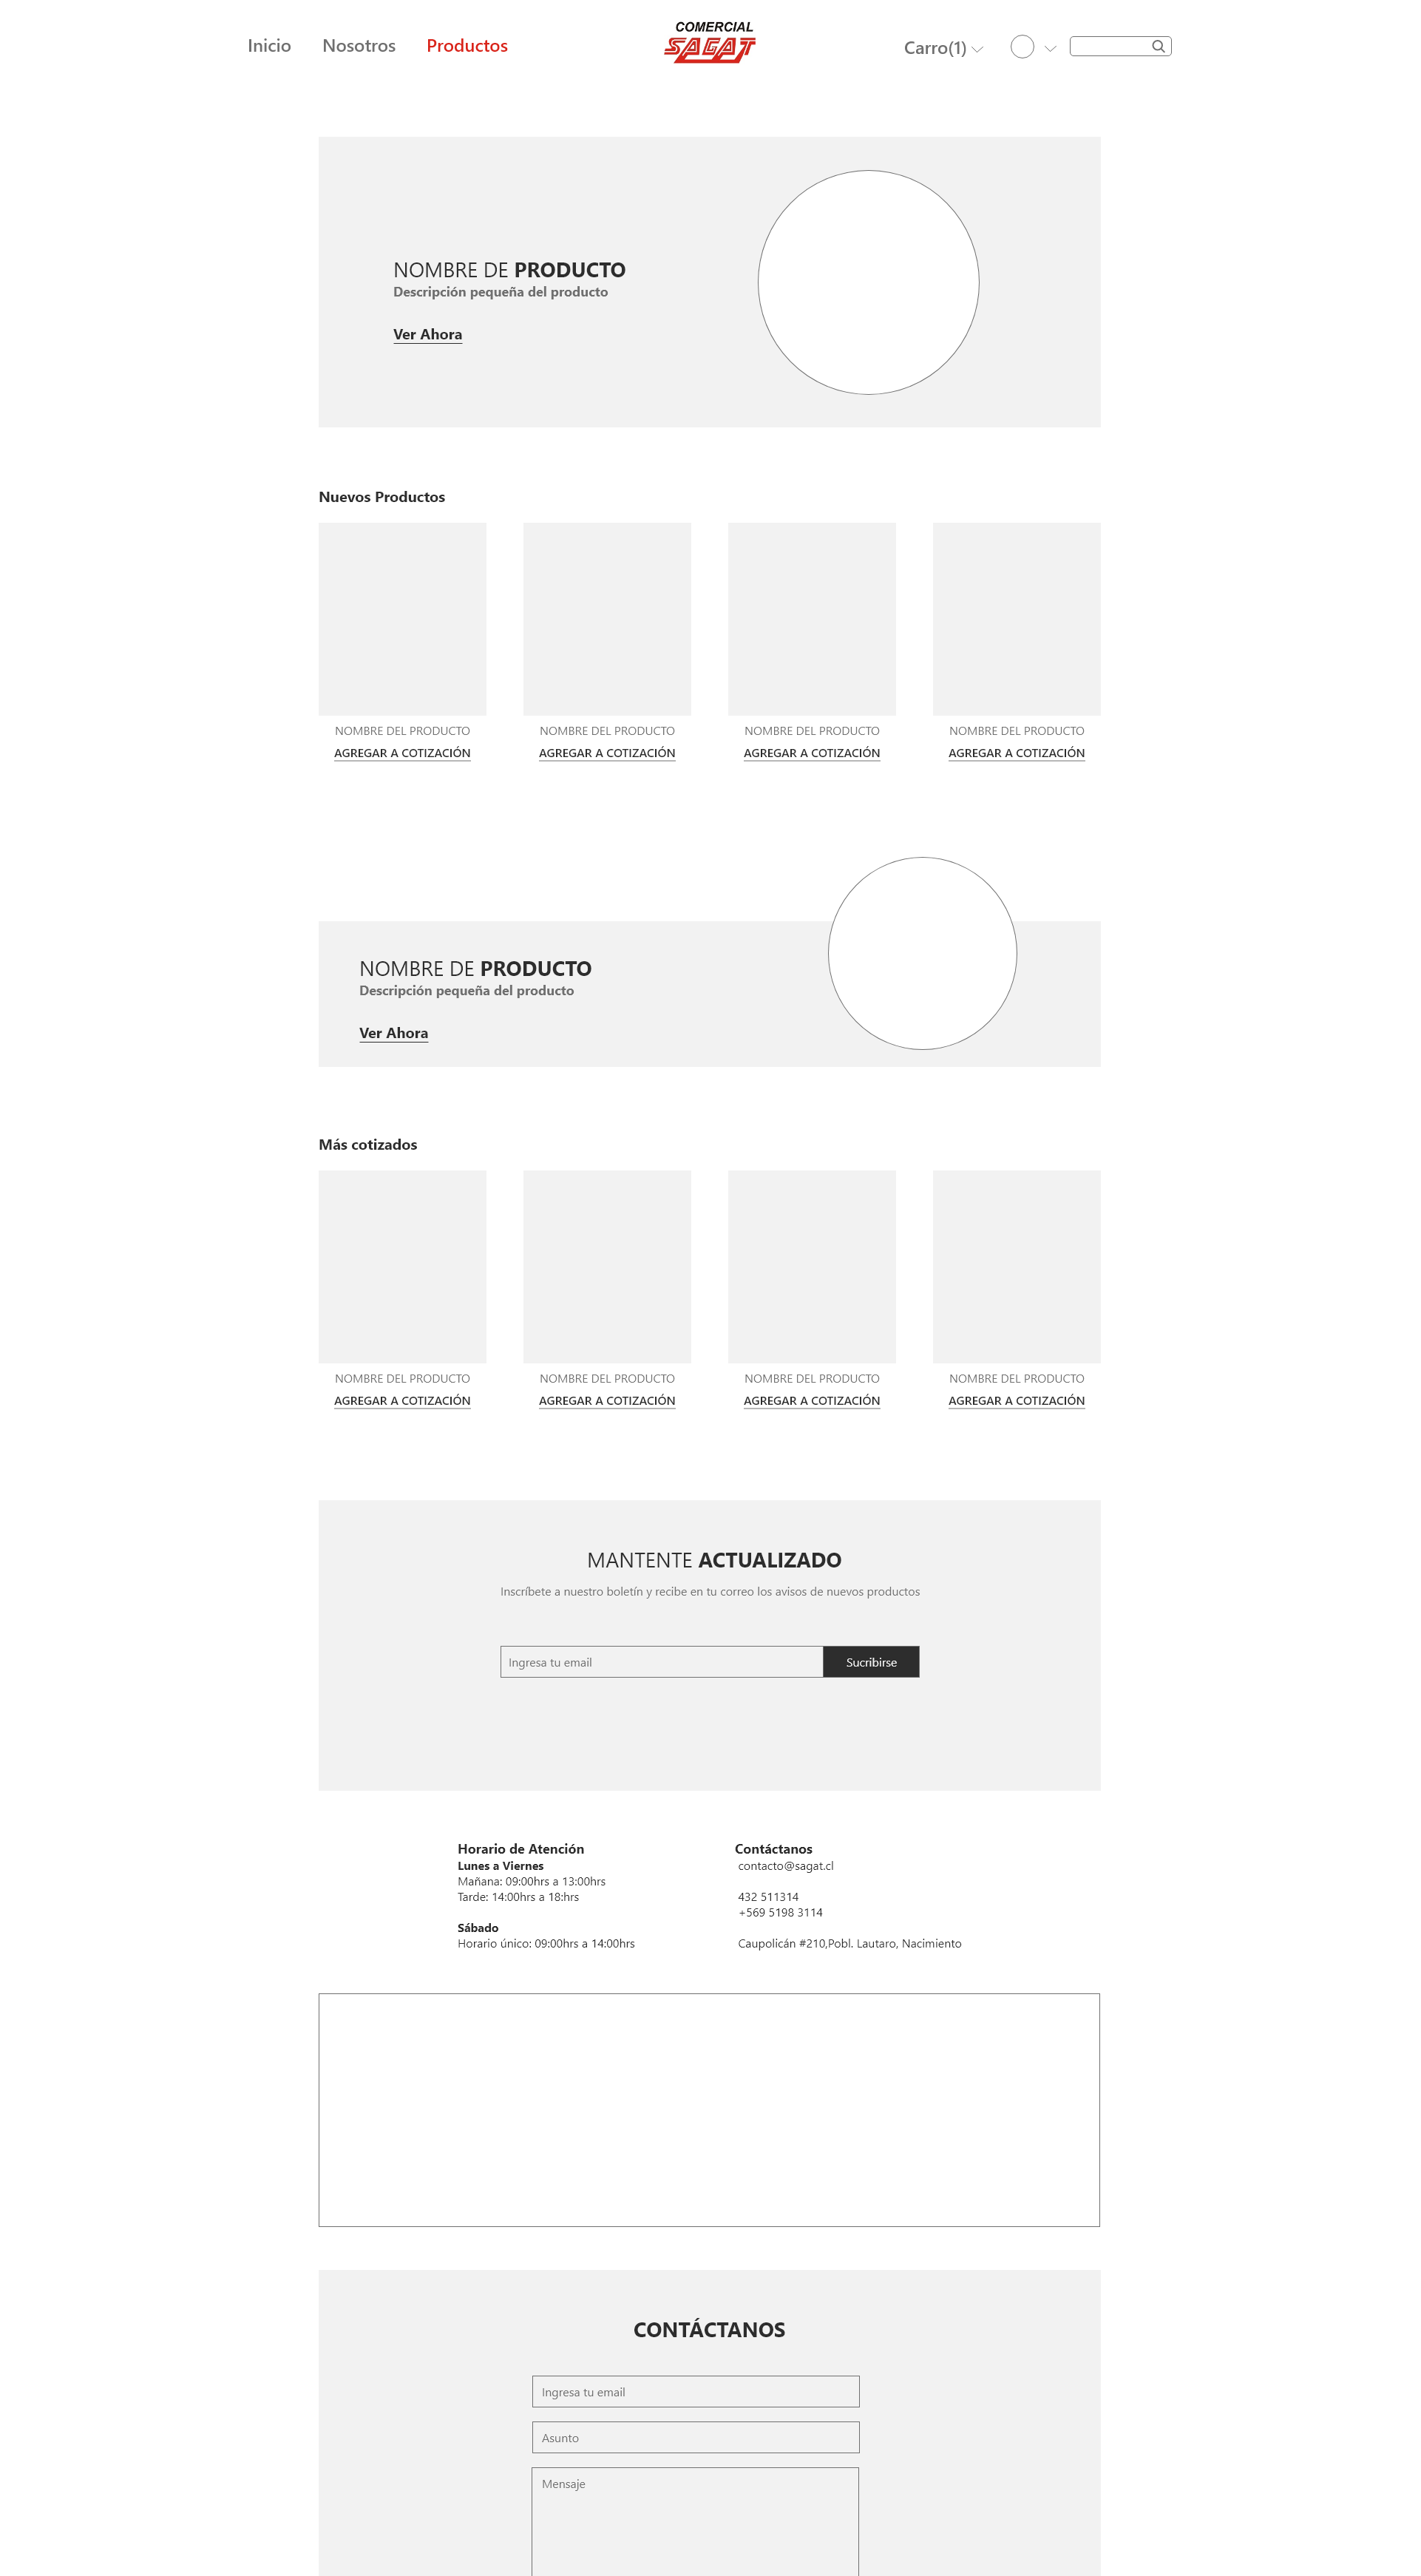 Inicio Nosotros Productos COMERCIAL SAGAT Carro(1)
NOMBRE DE PRODUCTO
Descripción pequeña del producto
Ver Ahora
Nuevos Productos
NOMBRE DEL PRODUCTO NOMBRE DEL PRODUCTO NOMBRE DEL PRODUCTO NOMBRE DEL PRODUCTO
AGREGAR A COTIZACIÓN AGREGAR A COTIZACIÓN AGREGAR A COTIZACIÓN AGREGAR A COTIZACIÓN
NOMBRE DE PRODUCTO
Descripción pequeña del producto
Ver Ahora
Más cotizados
NOMBRE DEL PRODUCTO NOMBRE DEL PRODUCTO NOMBRE DEL PRODUCTO NOMBRE DEL PRODUCTO
AGREGAR A COTIZACIÓN AGREGAR A COTIZACIÓN AGREGAR A COTIZACIÓN AGREGAR A COTIZACIÓN
MANTENTE ACTUALIZADO
Inscríbete a nuestro boletín y recibe en tu correo los avisos de nuevos productos
Ingresa tu email Sucribirse
Horario de Atención
Lunes a Viernes
Mañana: 09:00hrs a 13:00hrs
Tarde: 14:00hrs a 18:hrs
Sábado
Horario único: 09:00hrs a 14:00hrs
Contáctanos
contacto@sagat.cl
432 511314
+569 5198 3114
Caupolicán #210,Pobl. Lautaro, Nacimiento
CONTÁCTANOS
Ingresa tu email
Asunto
Mensaje